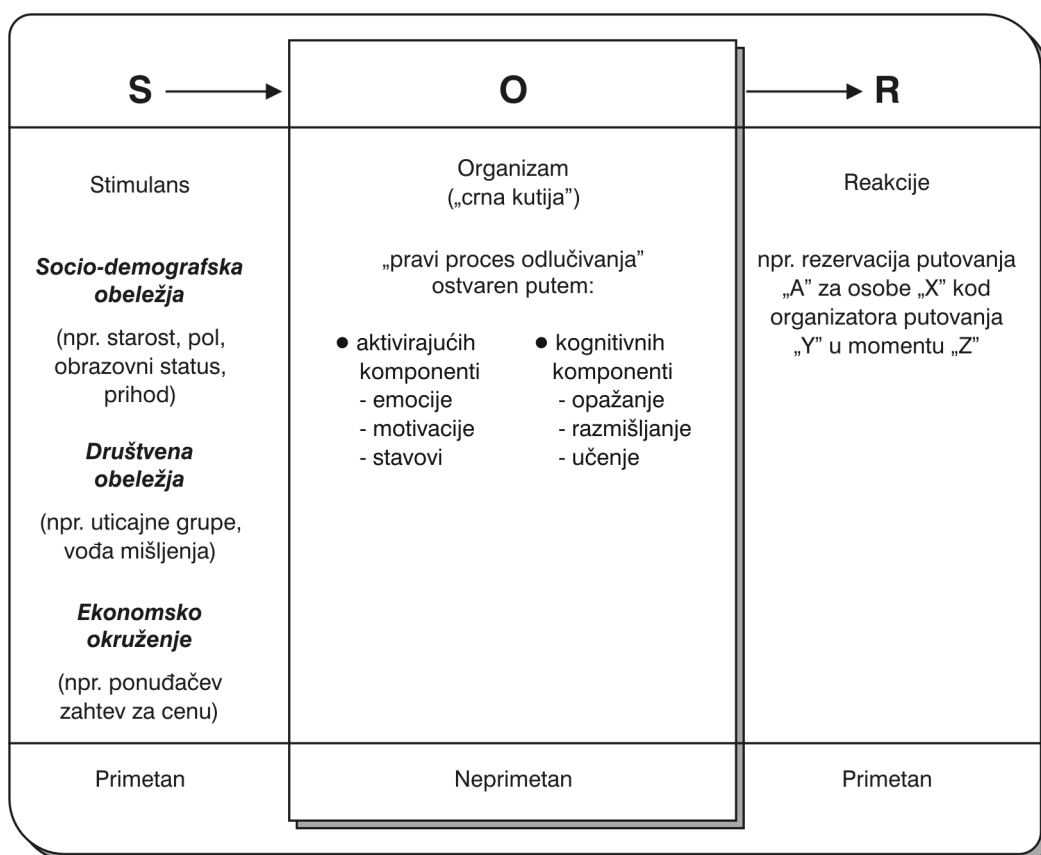 S
O
R
Stimulans
Socio-demografska
obeležja
(npr. starost, pol,
obrazovni status,
prihod)
Društvena
obeležja
(npr. uticajne grupe,
vođa mišljenja)
Ekonomsko
okruženje
(npr. ponuđačev
zahtev za cenu)
Primetan
Organizam
(„crna kutija”)
„pravi proces odlučivanja”
ostvaren putem:
● aktivirajućih
komponenti
- emocije
- motivacije
- stavovi
● kognitivnih
komponenti
- opažanje
- razmišljanje
- učenje
Neprimetan
Reakcije
npr. rezervacija putovanja
„A” za osobe „X” kod
organizatora putovanja
„Y” u momentu „Z”
Primetan